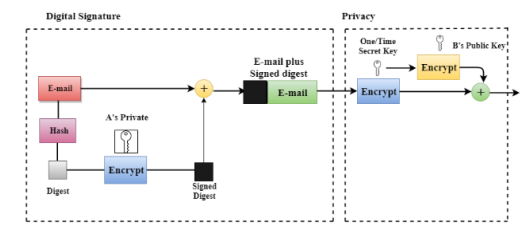 Digital Signature
Privacy
E-mail plus
Signed digest
One/Time
Secret Key
B's Public Key
Encrypt
E-mail
E-mail
Encrypt
Hash
A's Private
Encrypt
Digest
Signed
Digest